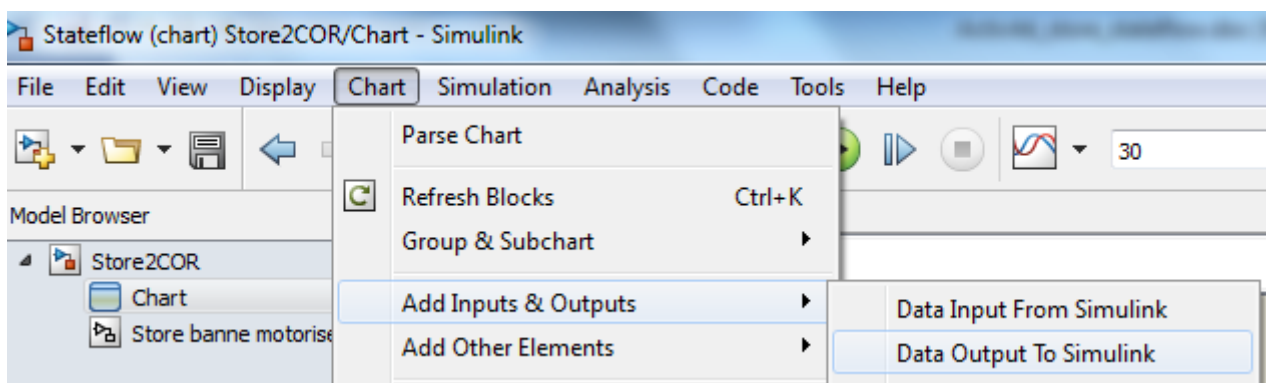 Stateflow (chart) Store2COR/Chart - Simulink
File Edit View Display Chart Simulation Analysis Code Tools Help
Parse Chart
30
Refresh Blocks Ctrl+K
Model Browser
Group & Subchart
Store2COR
Chart
Add Inputs & Outputs
Data Input From Simulink
Store banne motorise
Add Other Elements
Data Output To Simulink